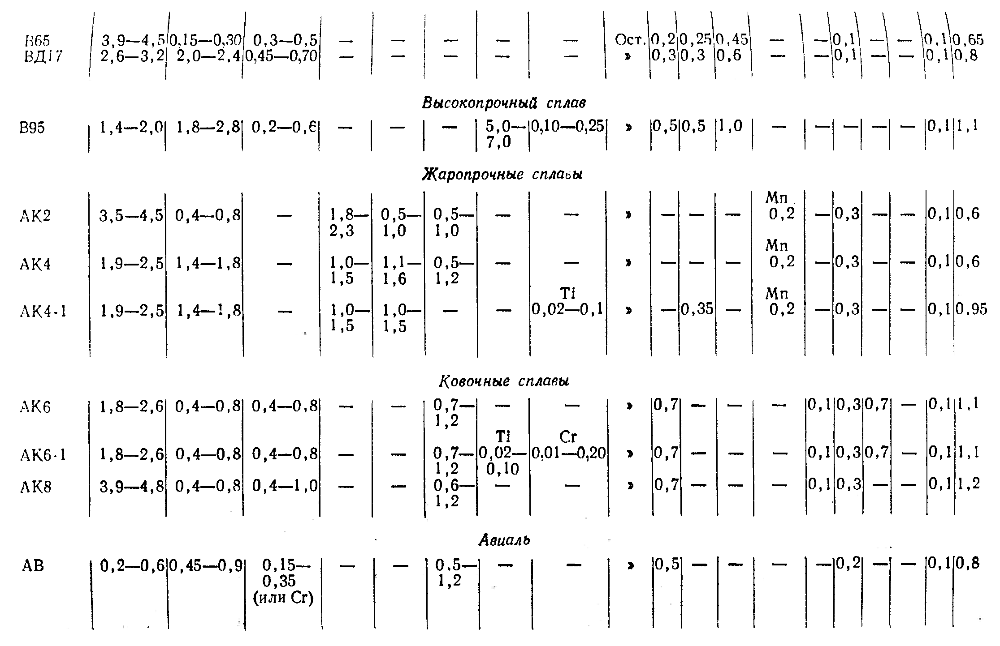 В65 3,9—4,5 0,15—0,30 0,3—0,5 — — — — — Ост. 0,2 0,25 0,45 — — 0,1 — — 0,1 0,65
ВД17 2,6—3,2 2,0—2,4 0,45—0,70 — — — — — » 0,3 0,3 0,6 — — 0,1 — — 0,1 0,8
Высокопрочный сплав
В95 1,4—2,0 1,8—2,8 0,2—0,6 — — — 5,0— 0,10—0,25 » 0,5 0,5 1,0 — — — — — 0,1 1,1
7,0
Жаропрочные сплавы
Mn
АК2 3,5—4,5 0,4—0,8 — 1,8— 0,5— 0,5— — — » — — — 0,2 — 0,3 — — 0,1 0,6
2,3 1,0 1,0
Mn
АК4 1,9—2,5 1,4—1,8 — 1,0— 1,1— 0,5— — — » — — — 0,2 — 0,3 — — 0,1 0,6
1,5 1,6 1,2
Ti Mn
АК4-1 1,9—2,5 1,4—1,8 — 1,0— 1,0— — — 0,02—0,1 » — 0,35 — 0,2 — 0,3 — — 0,1 0.95
1,5 1,5
Ковочные сплавы
АК6 1,8—2,6 0,4—0,8 0,4—0,8 — — 0,7— — — » 0,7 — — — 0,1 0,3 0,7 — 0,1 1,1
1,2
Ti Cr
АК6-1 1,8—2,6 0,4—0,8 0,4—0,8 — — 0,7— 0,02— 0,01—0,20 » 0,7 — — — 0,1 0,3 0,7 — 0,1 1,1
1,2 0,10
АК8 3,9—4,8 0,4—0,8 0,4—1,0 — — 0,6— — — » 0,7 — — — 0,1 0,3 — — 0,1 1,2
1,2
Авиаль
АВ 0,2—0,6 0,45—0,9 0,15— — — 0.5— — — » 0,5 — — — — 0,2 — — 0,1 0,8
0,35 1,2
(или Cr)